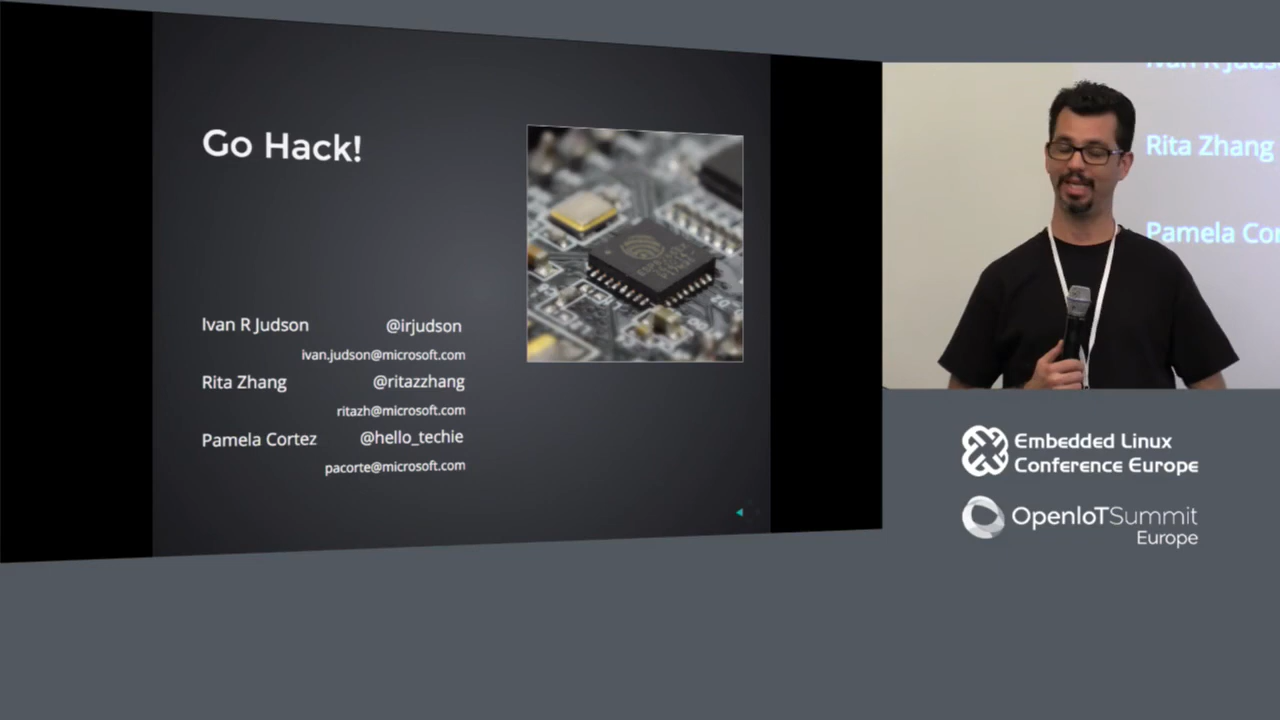 Go Hack!
Ivan R Judson @irjudson
ivan.judson@microsoft.com
Rita Zhang @ritazzhang
ritazh@microsoft.com
Pamela Cortez @hello_techie
pacorte@microsoft.com
Rita Zhang
Pamela Cor
Embedded Linux
Conference Europe
OpenIoTSummit
Europe